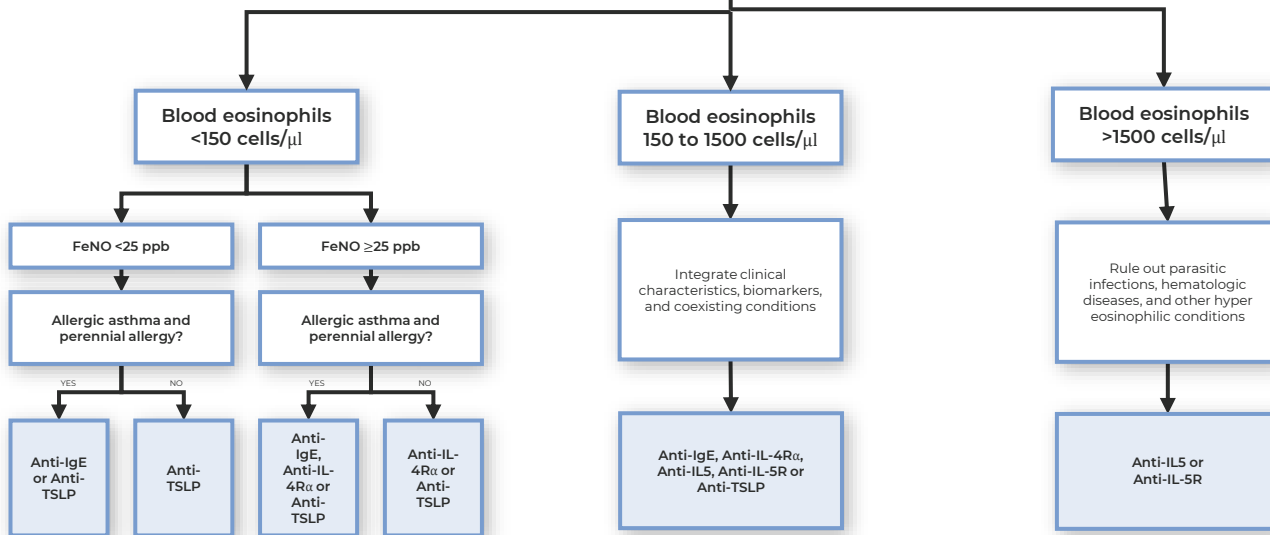 Blood eosinophils
<150 cells/μl
Blood eosinophils
150 to 1500 cells/μl
Blood eosinophils
>1500 cells/μl
FeNO <25 ppb
FeNO ≥25 ppb
Integrate clinical
characteristics, biomarkers,
and coexisting conditions
Rule out parasitic
infections, hematologic
diseases, and other hyper
eosinophilic conditions
Allergic asthma and
perennial allergy?
Allergic asthma and
perennial allergy?
YES
NO
YES
NO
Anti-IgE
or Anti-
TSLP
Anti-
TSLP
Anti-
IgE,
Anti-IL-
4Rα or
Anti-
TSLP
Anti-IL-
4Rα or
Anti-
TSLP
Anti-IgE, Anti-IL-4Rα,
Anti-IL5, Anti-IL-5R or
Anti-TSLP
Anti-IL5 or
Anti-IL-5R